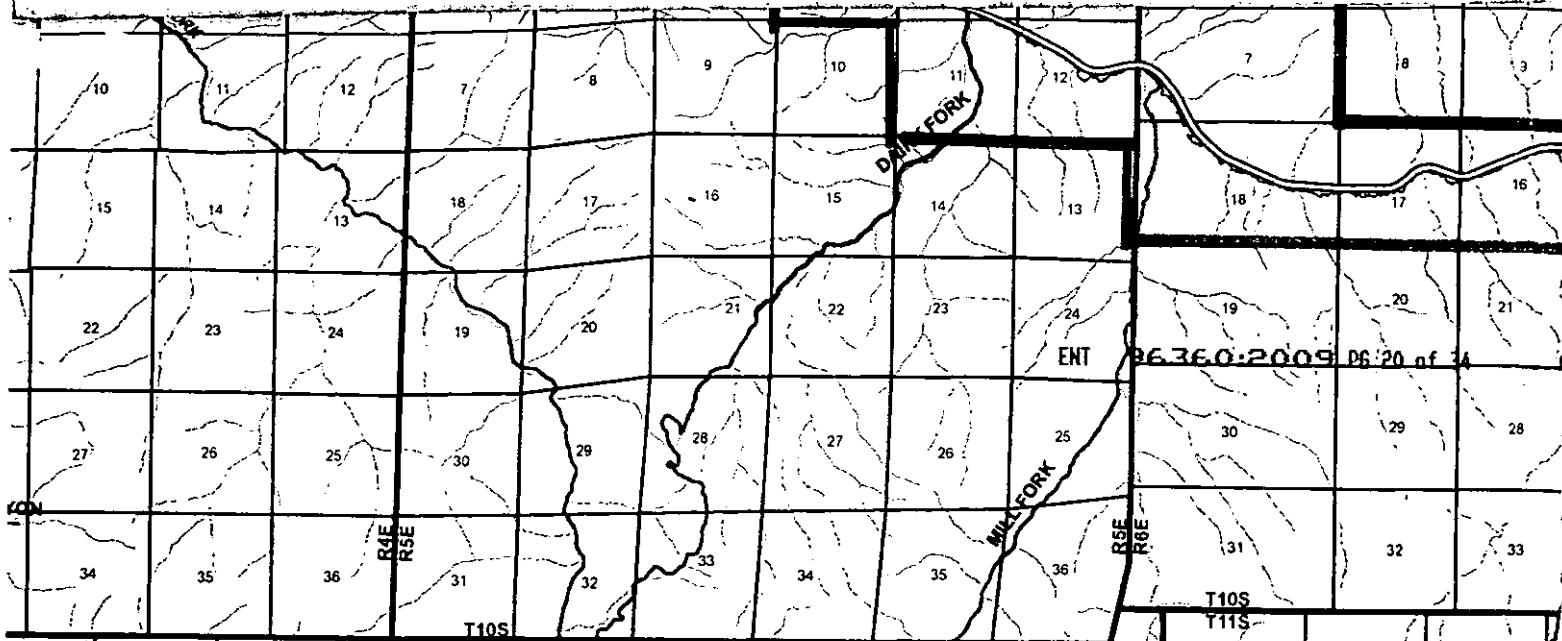 10 11 12 7 8 9 10 11 12 7 8 9
FORK
15 14 13 18 17 16 15 14 13 18 17 16
22 23 24 19 20 21 22 23 24 19 20 21
ENT 96360:2009 PG 20 of 34
27 26 25 30 29 28 27 26 25 30 29 28
MILL FORK
R4E
R5E
R5E
R6E
34 35 36 31 32 33 34 35 36 31 32 33
T10S
T10S
T11S